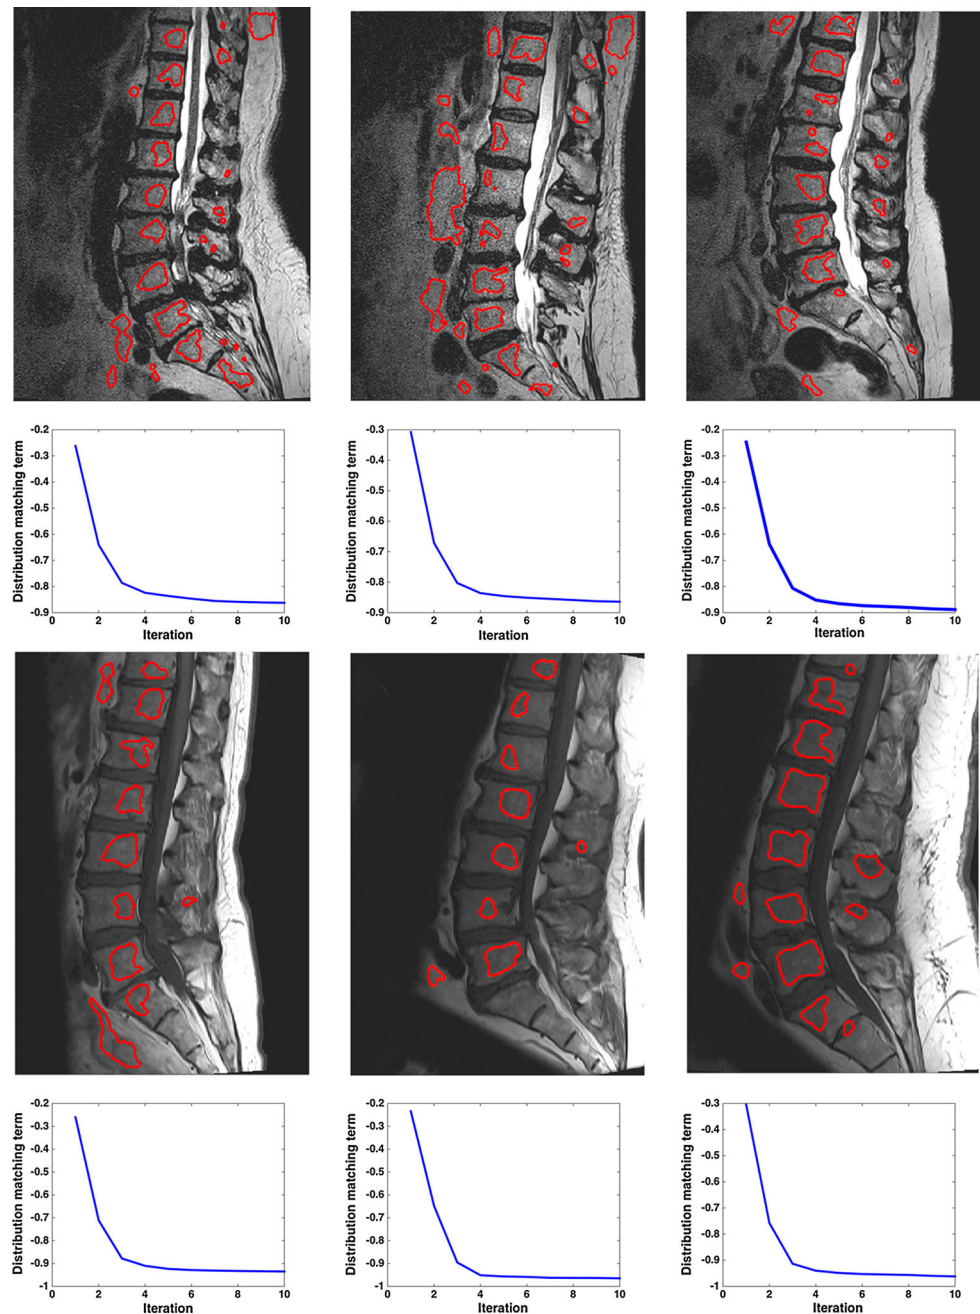 -0.2 -0.3 -0.2
-0.3 -0.4 -0.3
-0.4 -0.5 -0.4
-0.5 -0.6 -0.5
-0.6 -0.7 -0.6
-0.7 -0.8 -0.7
-0.8 -0.9 -0.8
-0.9 -0.9
Distribution matching term Distribution matching term Distribution matching term
0 2 4 6 8 10 0 2 4 6 8 10 0 2 4 6 8 10
Iteration Iteration Iteration
-0.2 -0.2 -0.3
-0.3 -0.3 -0.4
-0.4 -0.4 -0.5
-0.5 -0.5 -0.6
-0.6 -0.6 -0.7
-0.7 -0.7 -0.8
-0.8 -0.8 -0.9
-0.9 -0.9 -1
-1 -1
Distribution matching term Distribution matching term Distribution matching term
0 2 4 6 8 10 0 2 4 6 8 10 0 2 4 6 8 10
Iteration Iteration Iteration